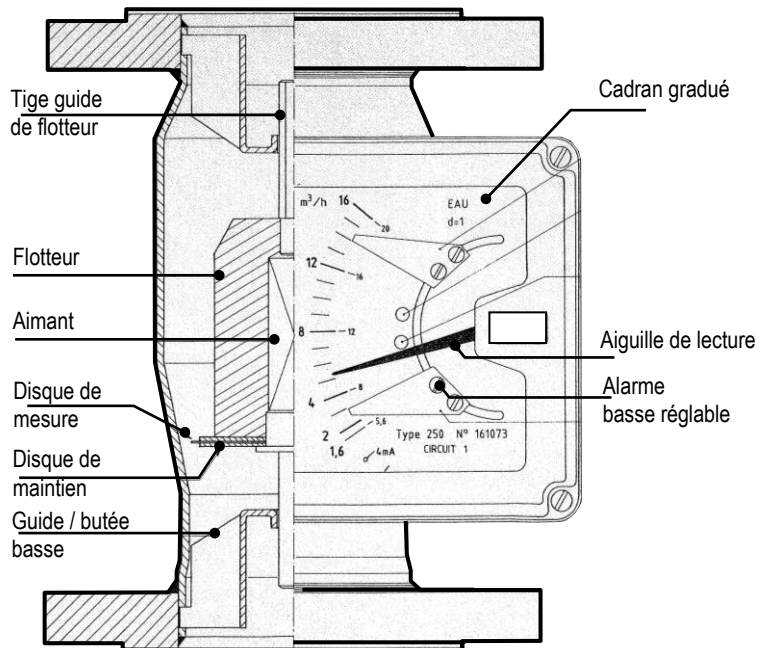 Tige guide
de flotteur
Flotteur
Aimant
Disque de
mesure
Disque de
maintien
Guide / butée
basse
Cadran gradué
Aiguille de lecture
Alarme
basse réglable
m³/h
16
20
EAU
d=1
12
16
8
12
8
4
5,6
2
1,6
4mA
Type 250 N° 161073
CIRCUIT 1